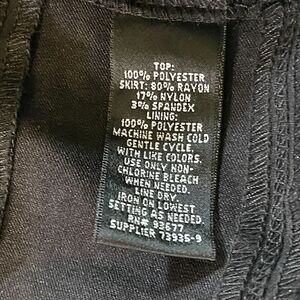 TOP:
100% POLYESTER
SKIRT: 80% RAYON
17% NYLON
3% SPANDEX
LINING:
100% POLYESTER
MACHINE WASH COLD
GENTLE CYCLE.
WITH LIKE COLORS.
USE ONLY NON-
CHLORINE BLEACH
WHEN NEEDED.
LINE DRY.
IRON ON LOWEST
SETTING AS NEEDED.
RN# 93677
SUPPLIER 73935-9